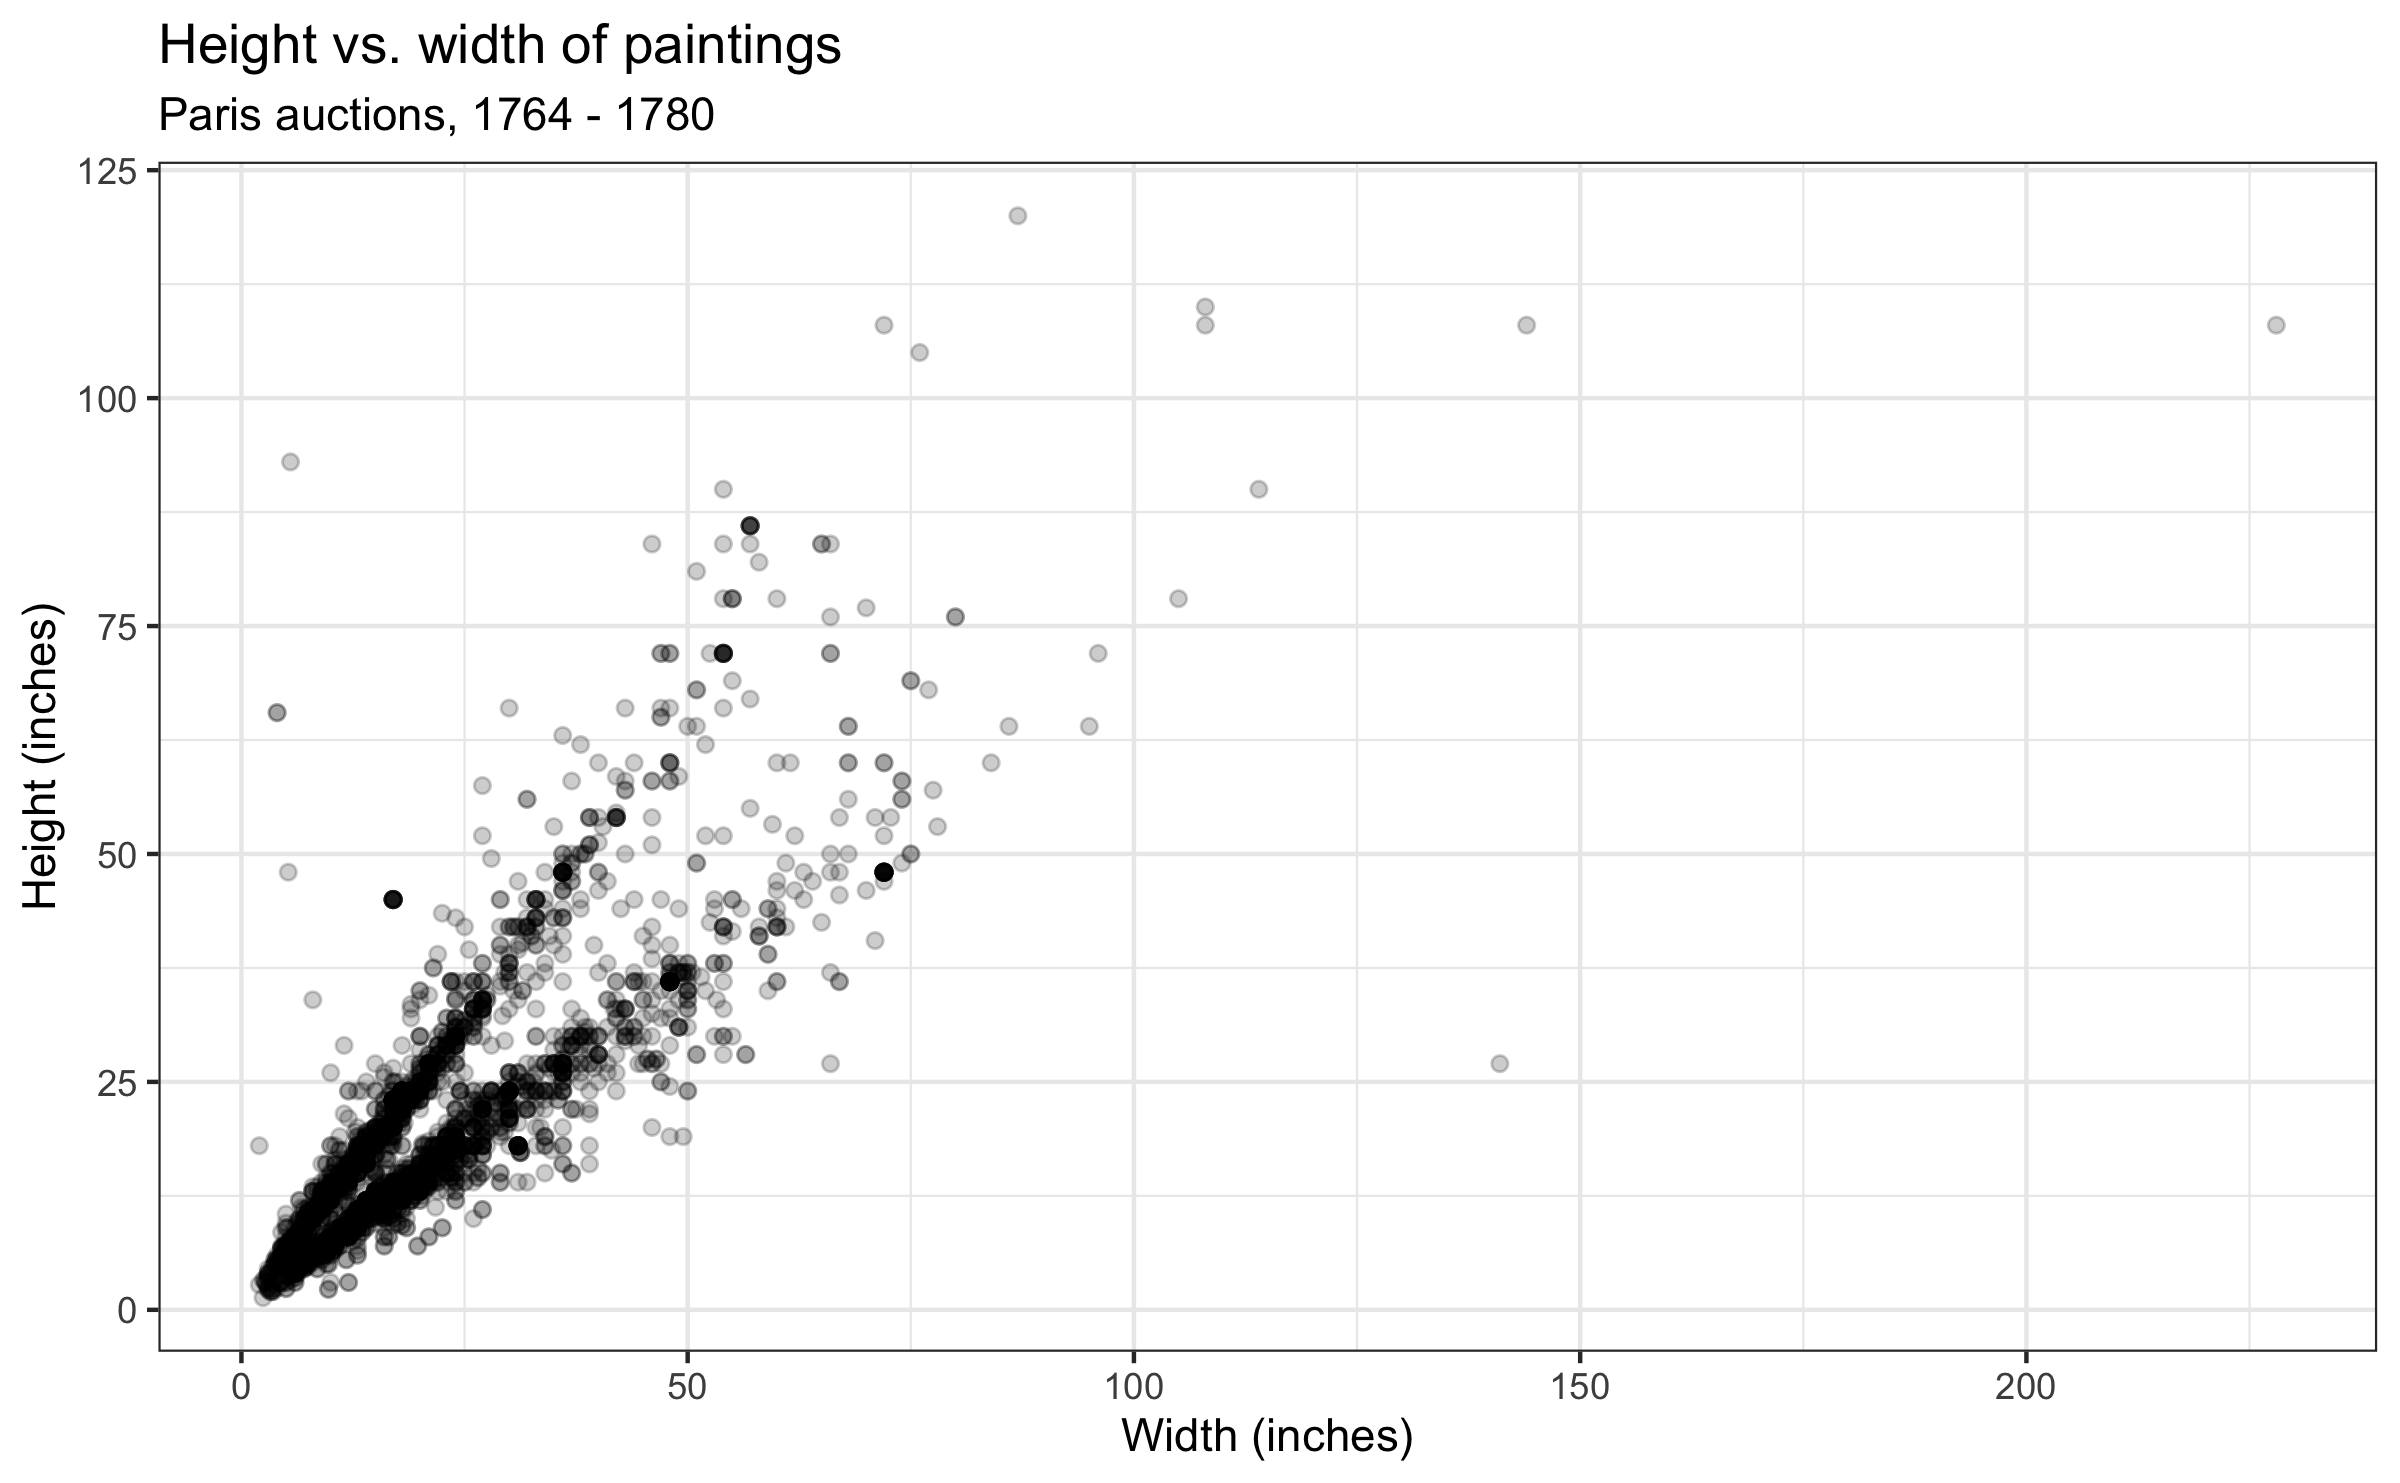 Height vs. width of paintings
Paris auctions, 1764 - 1780
125
100
75
50
25
0
Height (inches)
0 50 100 150 200
Width (inches)